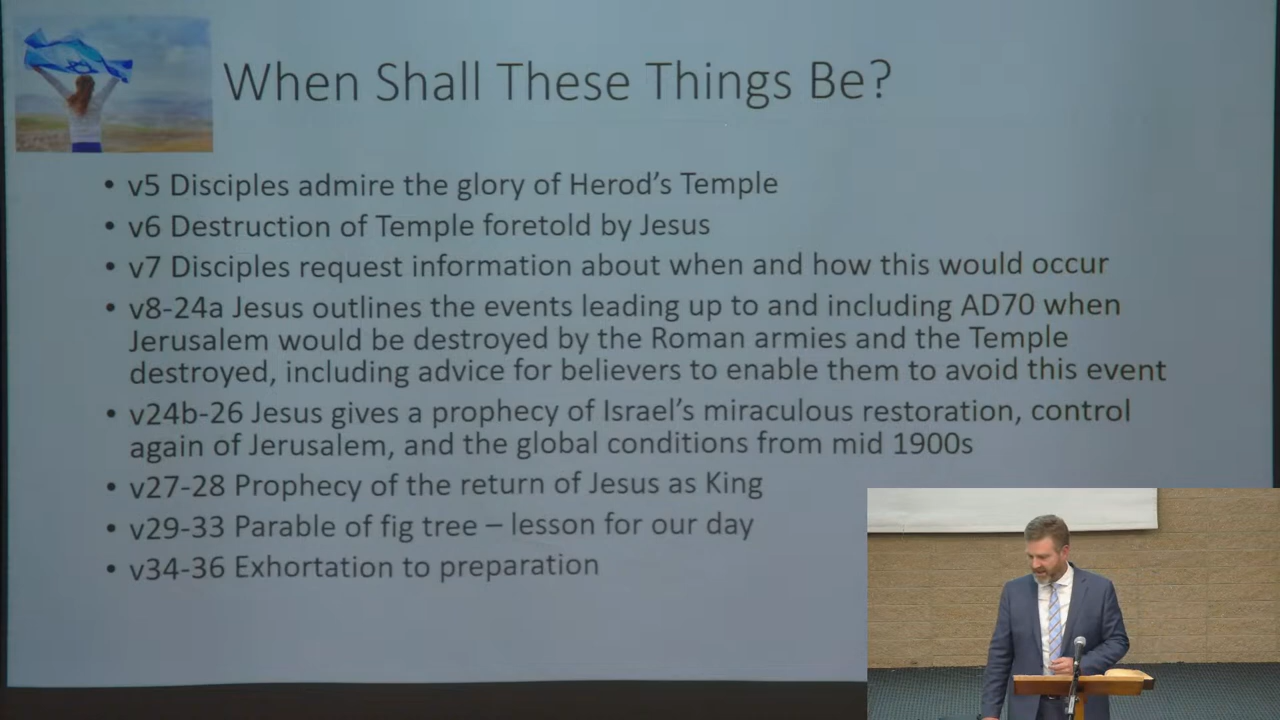 When Shall These Things Be?
• v5 Disciples admire the glory of Herod's Temple
• v6 Destruction of Temple foretold by Jesus
• v7 Disciples request information about when and how this would occur
• v8-24a Jesus outlines the events leading up to and including AD70 when
Jerusalem would be destroyed by the Roman armies and the Temple
destroyed, including advice for believers to enable them to avoid this event
• v24b-26 Jesus gives a prophecy of Israel's miraculous restoration, control
again of Jerusalem, and the global conditions from mid 1900s
• v27-28 Prophecy of the return of Jesus as King
• v29-33 Parable of fig tree – lesson for our day
• v34-36 Exhortation to preparation